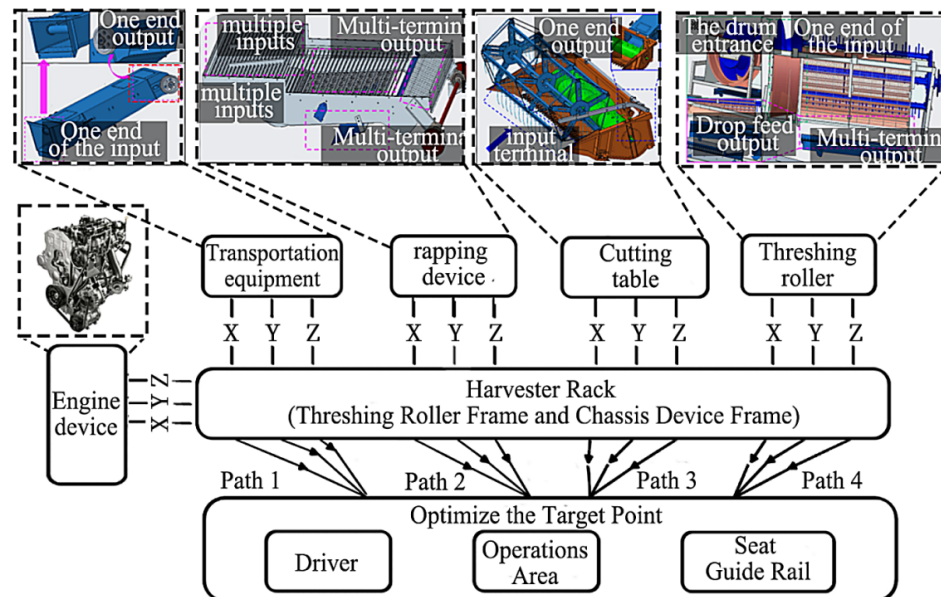 One end
output
One end
of the input
multiple
inputs
multiple
inputs
Multi-termin
output
Multi-termina
output
One end
output
input
terminal
The drum
entrance
One end of
the input
Drop feed
output
Multi-termin
output
Transportation
equipment
rapping
device
Cutting
table
Threshing
roller
X Y Z
X Y Z
X Y Z
X Y Z
Engine
device
Z
Y
X
Harvester Rack
(Threshing Roller Frame and Chassis Device Frame)
Path 1
Path 2
Path 3
Path 4
Optimize the Target Point
Driver
Operations
Area
Seat
Guide Rail